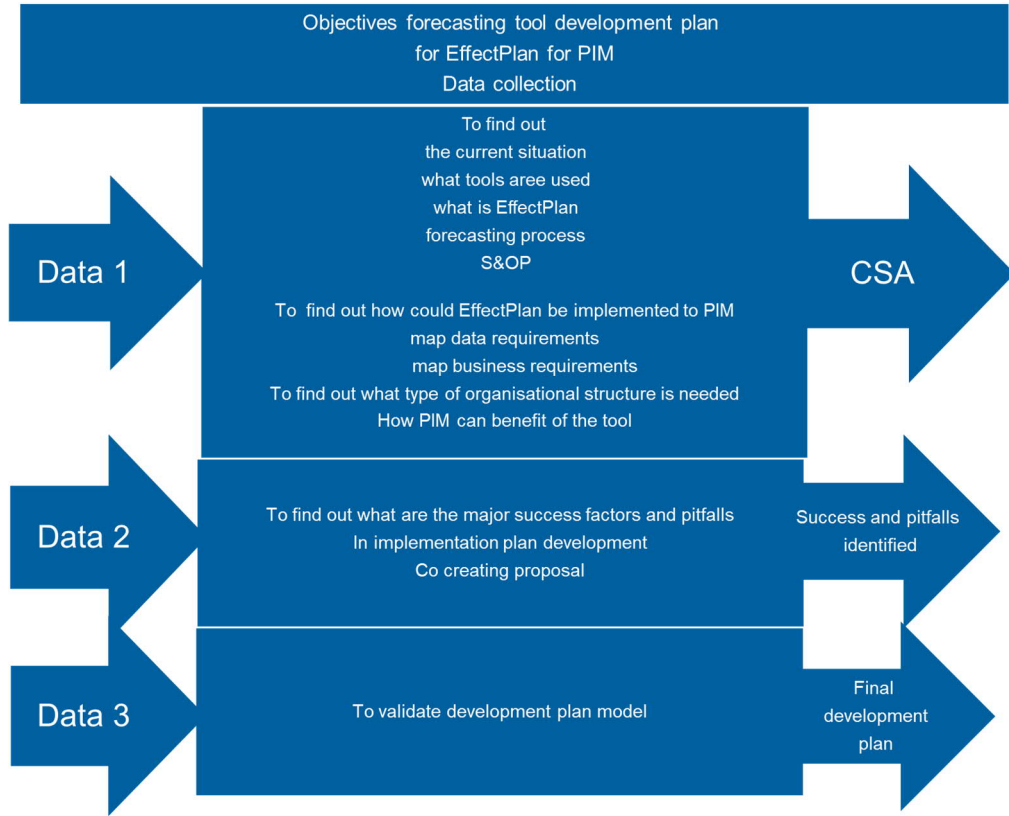 Objectives forecasting tool development plan
for EffectPlan for PIM
Data collection
Data 1
To find out
the current situation
what tools aree used
what is EffectPlan
forecasting process
S&OP
To find out how could EffectPlan be implemented to PIM
map data requirements
map business requirements
To find out what type of organisational structure is needed
How PIM can benefit of the tool
CSA
Data 2
To find out what are the major success factors and pitfalls
In implementation plan development
Co creating proposal
Success and pitfalls
identified
Data 3
To validate development plan model
Final
development
plan